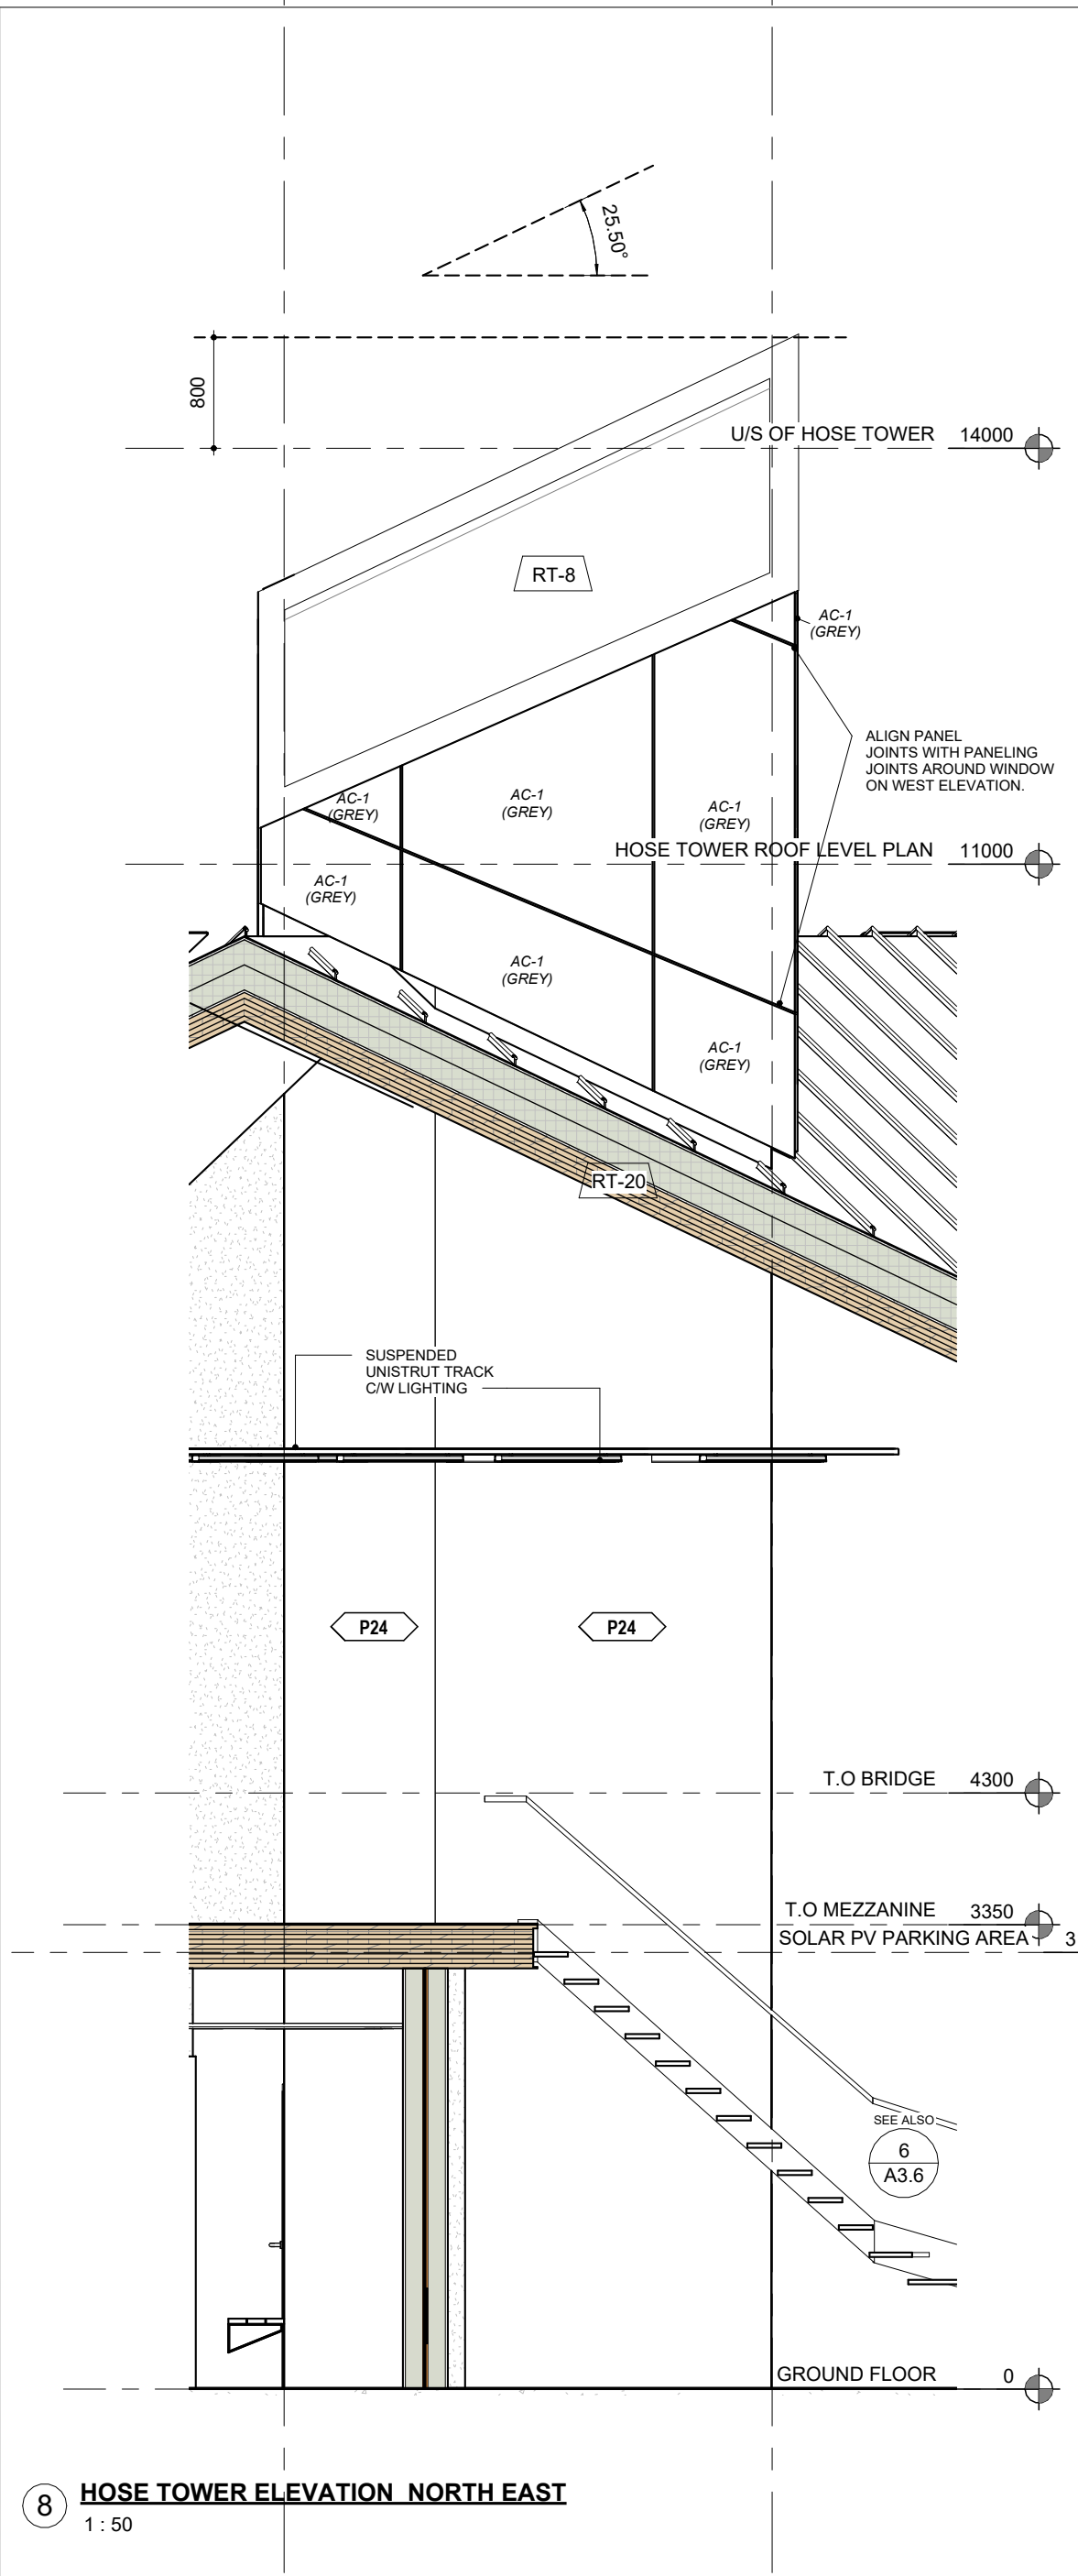 25.50°
800
U/S OF HOSE TOWER 14000
RT-8
AC-1
(GREY)
ALIGN PANEL
JOINTS WITH PANELING
JOINTS AROUND WINDOW
ON WEST ELEVATION.
AC-1
(GREY)
AC-1
(GREY)
AC-1
(GREY)
HOSE TOWER ROOF LEVEL PLAN 11000
AC-1
(GREY)
AC-1
(GREY)
AC-1
(GREY)
RT-20
SUSPENDED
UNISTRUT TRACK
C/W LIGHTING
P24
P24
T.O BRIDGE 4300
T.O MEZZANINE 3350
SOLAR PV PARKING AREA 3
SEE ALSO
6
A3.6
GROUND FLOOR 0
8 HOSE TOWER ELEVATION NORTH EAST
1 : 50